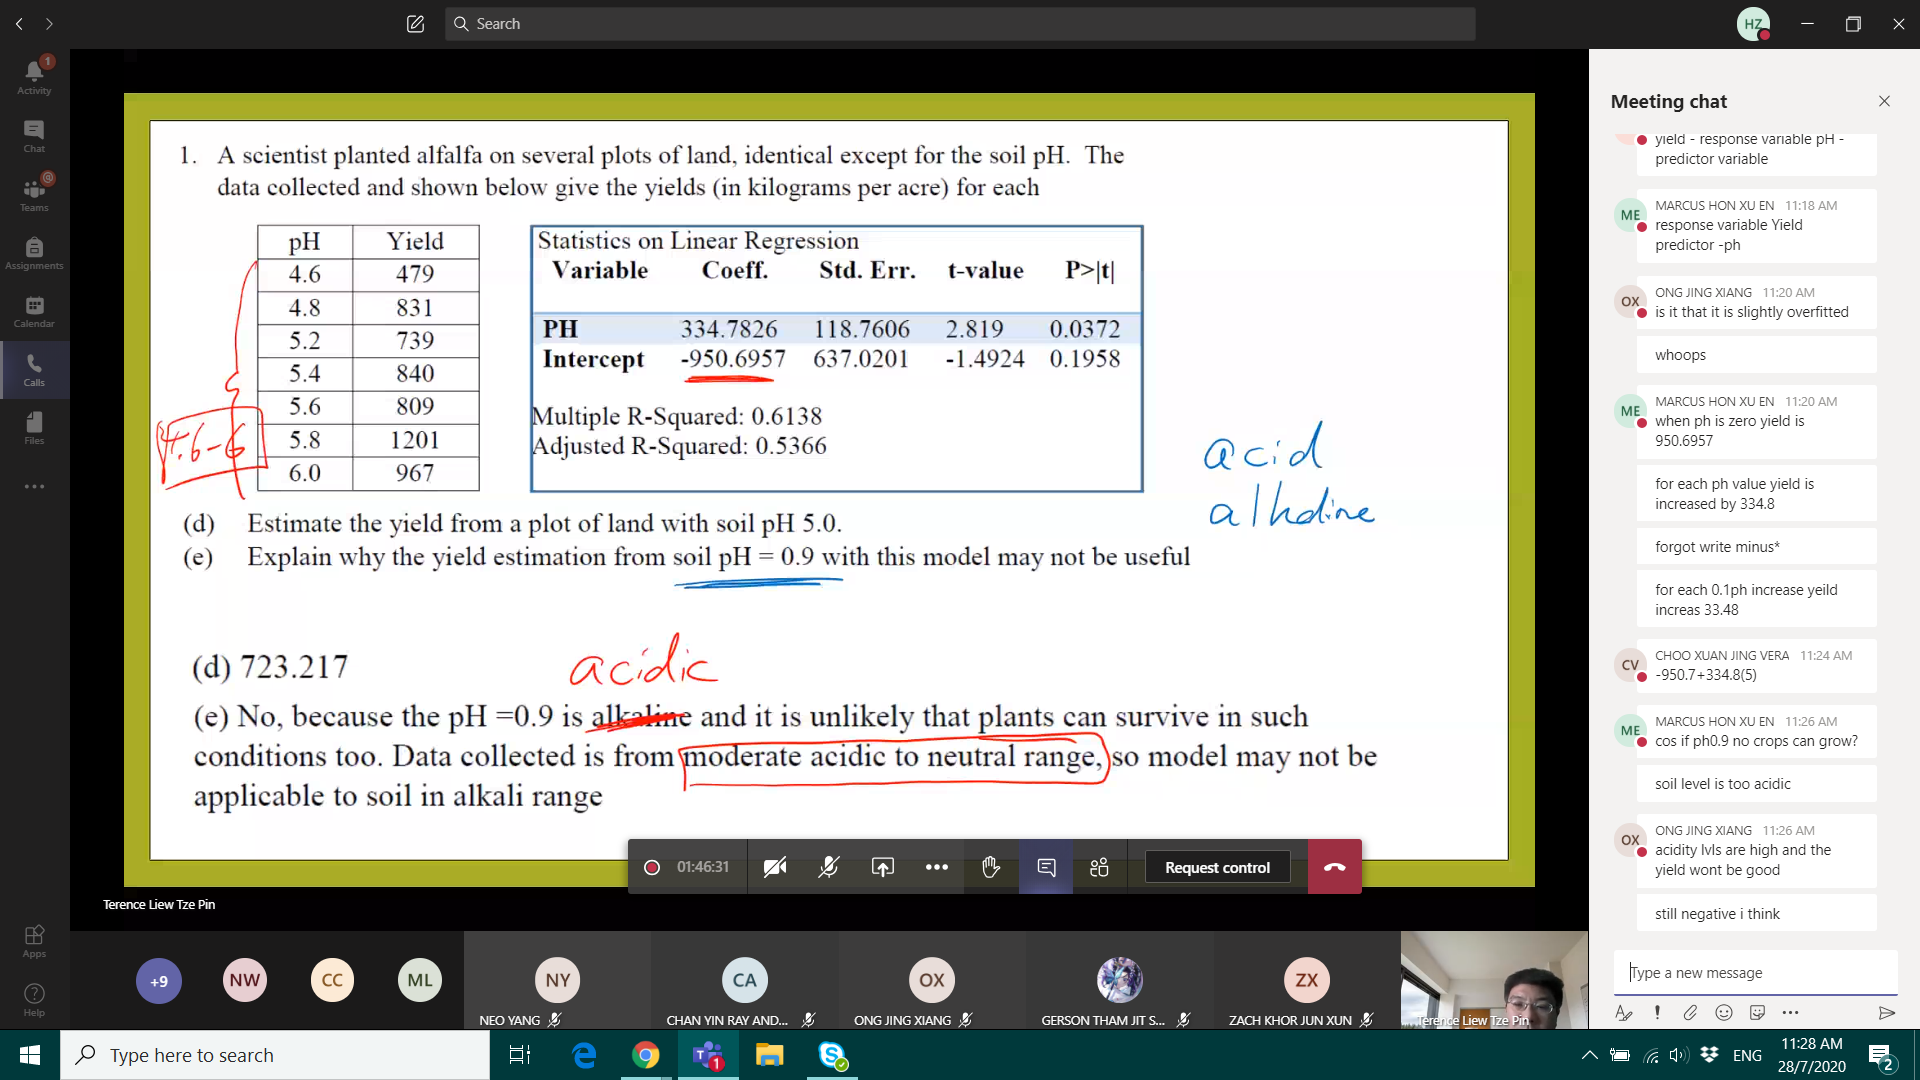 Search
HZ
Activity
1
Chat
Teams
@
Assignments
Calendar
Calls
Files
Apps
Help
1. A scientist planted alfalfa on several plots of land, identical except for the soil pH. The
data collected and shown below give the yields (in kilograms per acre) for each
pH Yield
4.6 479
4.8 831
5.2 739
5.4 840
5.6 809
5.8 1201
6.0 967
4.6-6
Statistics on Linear Regression
Variable Coeff. Std. Err. t-value P>|t|
PH 334.7826 118.7606 2.819 0.0372
Intercept -950.6957 637.0201 -1.4924 0.1958
Multiple R-Squared: 0.6138
Adjusted R-Squared: 0.5366
acid
alkaline
(d) Estimate the yield from a plot of land with soil pH 5.0.
(e) Explain why the yield estimation from soil pH = 0.9 with this model may not be useful
(d) 723.217
acidic
(e) No, because the pH =0.9 is alkaline and it is unlikely that plants can survive in such
conditions too. Data collected is from moderate acidic to neutral range, so model may not be
applicable to soil in alkali range
01:46:31
Request control
Terence Liew Tze Pin
+9
NW
CC
ML
NY
NEO YANG
CA
CHAN YIN RAY AND...
OX
ONG JING XIANG
GERSON THAM JIT S...
ZX
ZACH KHOR JUN XUN
Terence Liew Tze Pin
Meeting chat
yield - response variable pH -
predictor variable
ME
MARCUS HON XU EN 11:18 AM
response variable Yield
predictor -ph
OX
ONG JING XIANG 11:20 AM
is it that it is slightly overfitted
whoops
ME
MARCUS HON XU EN 11:20 AM
when ph is zero yield is
950.6957
for each ph value yield is
increased by 334.8
forgot write minus*
for each 0.1ph increase yeild
increas 33.48
CV
CHOO XUAN JING VERA 11:24 AM
-950.7+334.8(5)
ME
MARCUS HON XU EN 11:26 AM
cos if ph0.9 no crops can grow?
soil level is too acidic
OX
ONG JING XIANG 11:26 AM
acidity lvls are high and the
yield wont be good
still negative i think
Type a new message
Type here to search
1
ENG
11:28 AM
28/7/2020
2